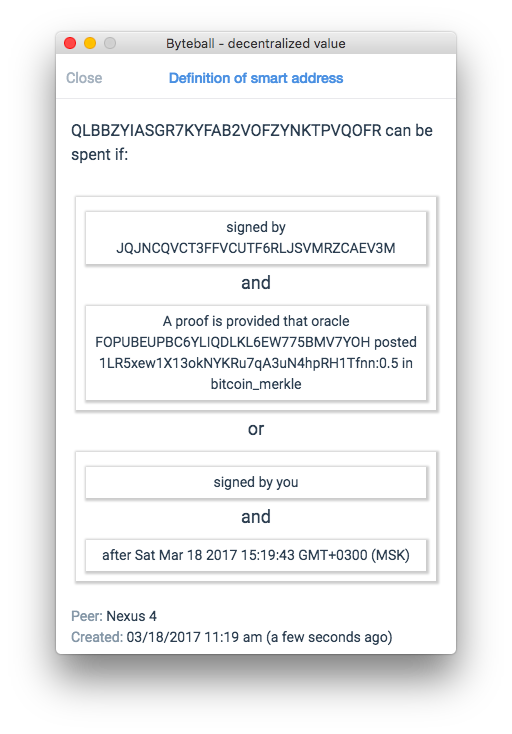 Byteball - decentralized value
Close
Definition of smart address
QLBBZYIASGR7KYFAB2VOFZYNKTPVQOFR can be
spent if:
signed by
JQJNCQVCT3FFVCUTF6RLJSVMRZCAEV3M
and
A proof is provided that oracle
FOPUBEUPBC6YLIQDLKL6EW775BMV7YOH posted
1LR5xew1X13okNYKRu7qA3uN4hpRH1Tfnn:0.5 in
bitcoin_merkle
or
signed by you
and
after Sat Mar 18 2017 15:19:43 GMT+0300 (MSK)
Peer: Nexus 4
Created: 03/18/2017 11:19 am (a few seconds ago)